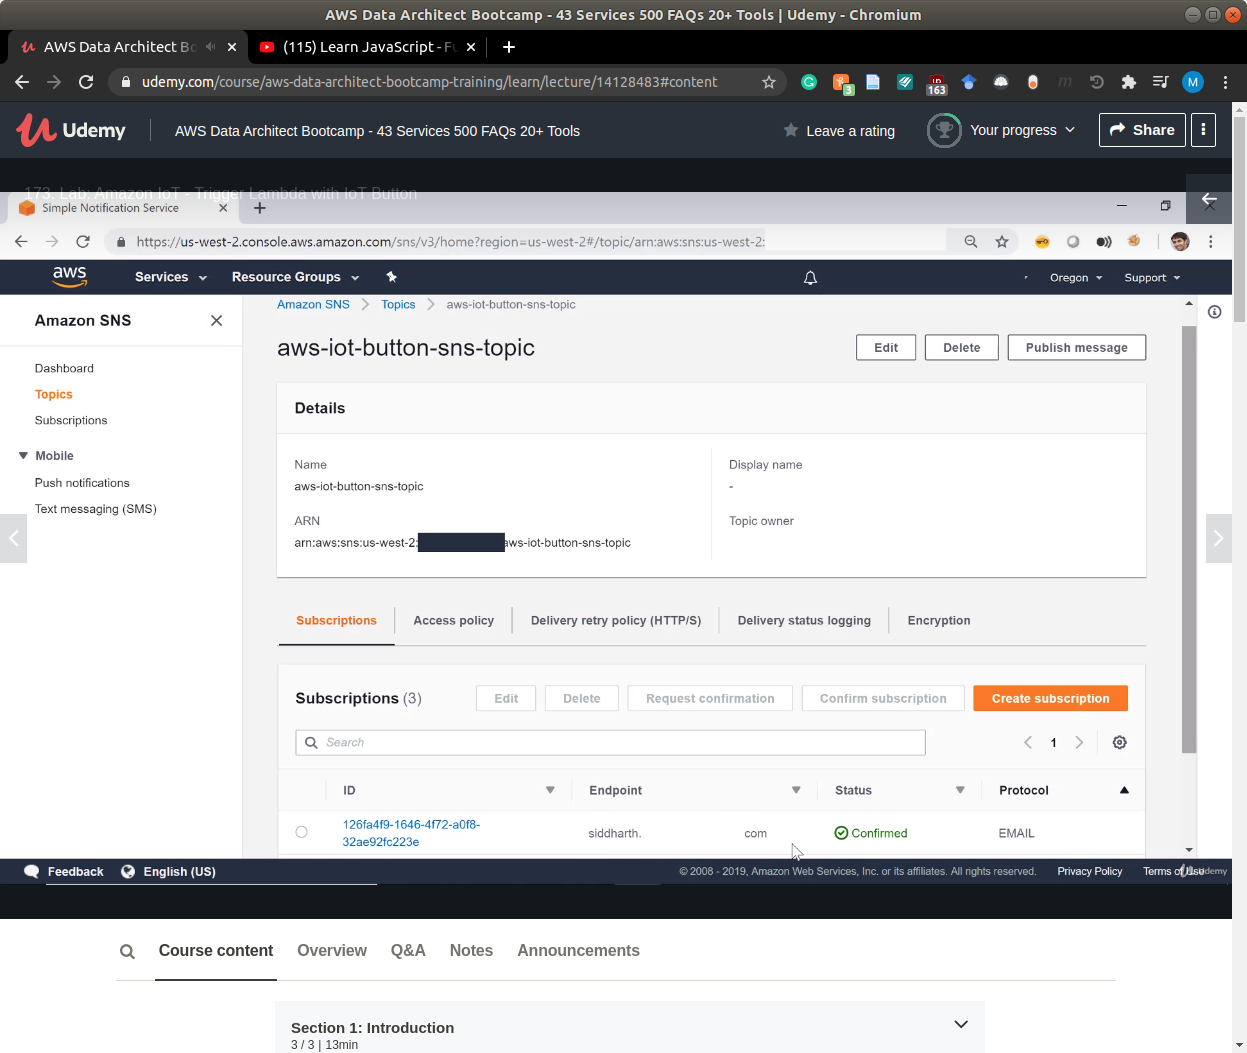 AWS Data Architect Bootcamp - 43 Services 500 FAQs 20+ Tools | Udemy - Chromium
AWS Data Architect Bo
(115) Learn JavaScript - Fu
udemy.com/course/aws-data-architect-bootcamp-training/learn/lecture/14128483#content
3
163
M
Udemy
AWS Data Architect Bootcamp - 43 Services 500 FAQs 20+ Tools
Leave a rating
Your progress
Share
173. Lab: Amazon IoT - Trigger Lambda with IoT Button
Simple Notification Service
https://us-west-2.console.aws.amazon.com/sns/v3/home?region=us-west-2#/topic/arn:aws:sns:us-west-2:
aws
Services
Resource Groups
Oregon
Support
Amazon SNS
Amazon SNS
Topics
aws-iot-button-sns-topic
aws-iot-button-sns-topic
Edit
Delete
Publish message
Dashboard
Topics
Subscriptions
Mobile
Push notifications
Text messaging (SMS)
Details
Name
aws-iot-button-sns-topic
Display name
-
ARN
arn:aws:sns:us-west-2: aws-iot-button-sns-topic
Topic owner
Subscriptions
Access policy
Delivery retry policy (HTTP/S)
Delivery status logging
Encryption
Subscriptions (3)
Edit
Delete
Request confirmation
Confirm subscription
Create subscription
Search
1
ID
Endpoint
Status
Protocol
126fa4f9-1646-4f72-a0f8-
32ae92fc223e
siddharth. com
Confirmed
EMAIL
Feedback
English (US)
© 2008 - 2019, Amazon Web Services, Inc. or its affiliates. All rights reserved.
Privacy Policy
Terms of Use
Udemy
Course content
Overview
Q&A
Notes
Announcements
Section 1: Introduction
3 / 3 | 13min